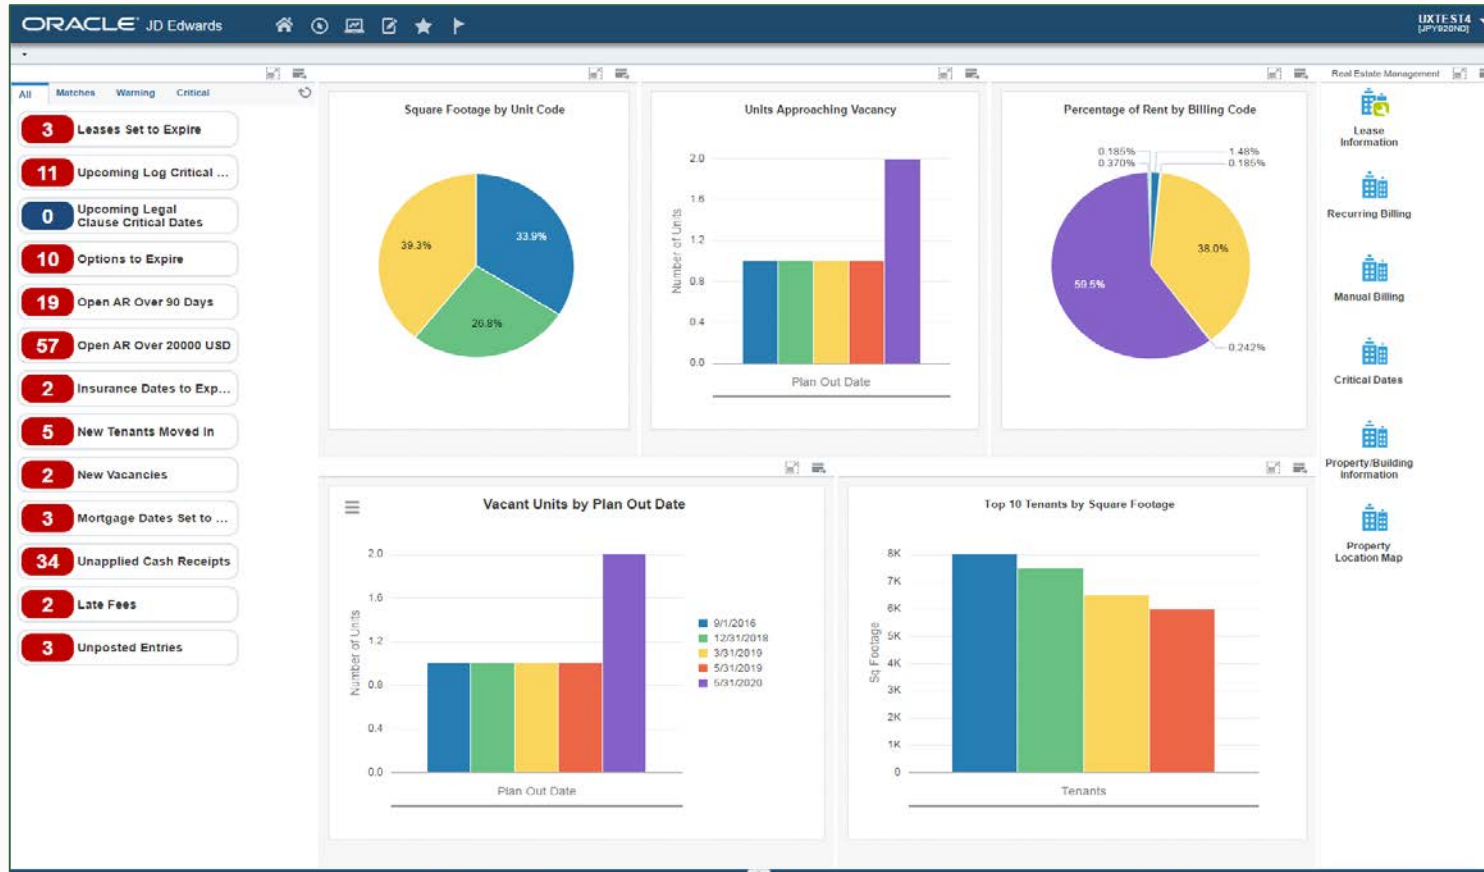 ORACLE JD Edwards
UXTEST4
[JPY920ND]
All Matches Warning Critical
3 Leases Set to Expire
11 Upcoming Log Critical ...
0 Upcoming Legal
Clause Critical Dates
10 Options to Expire
19 Open AR Over 90 Days
57 Open AR Over 20000 USD
2 Insurance Dates to Exp...
5 New Tenants Moved In
2 New Vacancies
3 Mortgage Dates Set to ...
34 Unapplied Cash Receipts
2 Late Fees
3 Unposted Entries
Square Footage by Unit Code
39.3%
33.9%
26.8%
Units Approaching Vacancy
Number of Units
2.0
1.6
1.2
0.8
0.4
0.0
Plan Out Date
Percentage of Rent by Billing Code
0.185%
1.48%
0.370%
0.185%
38.0%
59.5%
0.242%
Vacant Units by Plan Out Date
Number of Units
2.0
1.6
1.2
0.8
0.4
0.0
Plan Out Date
9/1/2016
12/31/2018
3/31/2019
5/31/2019
5/31/2020
Top 10 Tenants by Square Footage
Sq Footage
8K
7K
6K
5K
4K
3K
2K
1K
0
Tenants
Real Estate Management
Lease
Information
Recurring Billing
Manual Billing
Critical Dates
Property/Building
Information
Property
Location Map